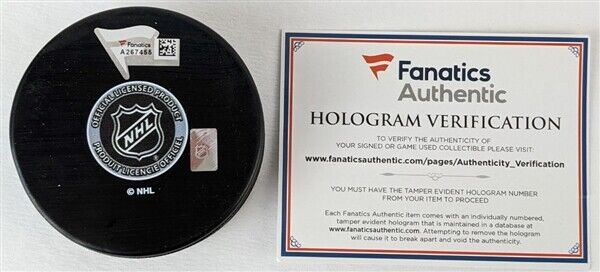 Fanatics
A267455
OFFICIAL LICENSED PRODUCT
NHL
PRODUIT LICENCIÉ OFFICIEL
© NHL
Fanatics
Authentic
HOLOGRAM VERIFICATION
TO VERIFY THE AUTHENTICITY OF
YOUR SIGNED OR GAME USED COLLECTIBLE PLEASE VISIT:
www.fanaticsauthentic.com/pages/Authenticity_Verification
YOU MUST HAVE THE TAMPER EVIDENT HOLOGRAM NUMBER
FROM YOUR ITEM TO PROCEED
Each Fanatics Authentic item comes with an individually numbered,
tamper evident hologram that is maintained in a database at
www.fanaticsauthentic.com. Attempting to remove the hologram
will cause it to break apart and void the authenticity.